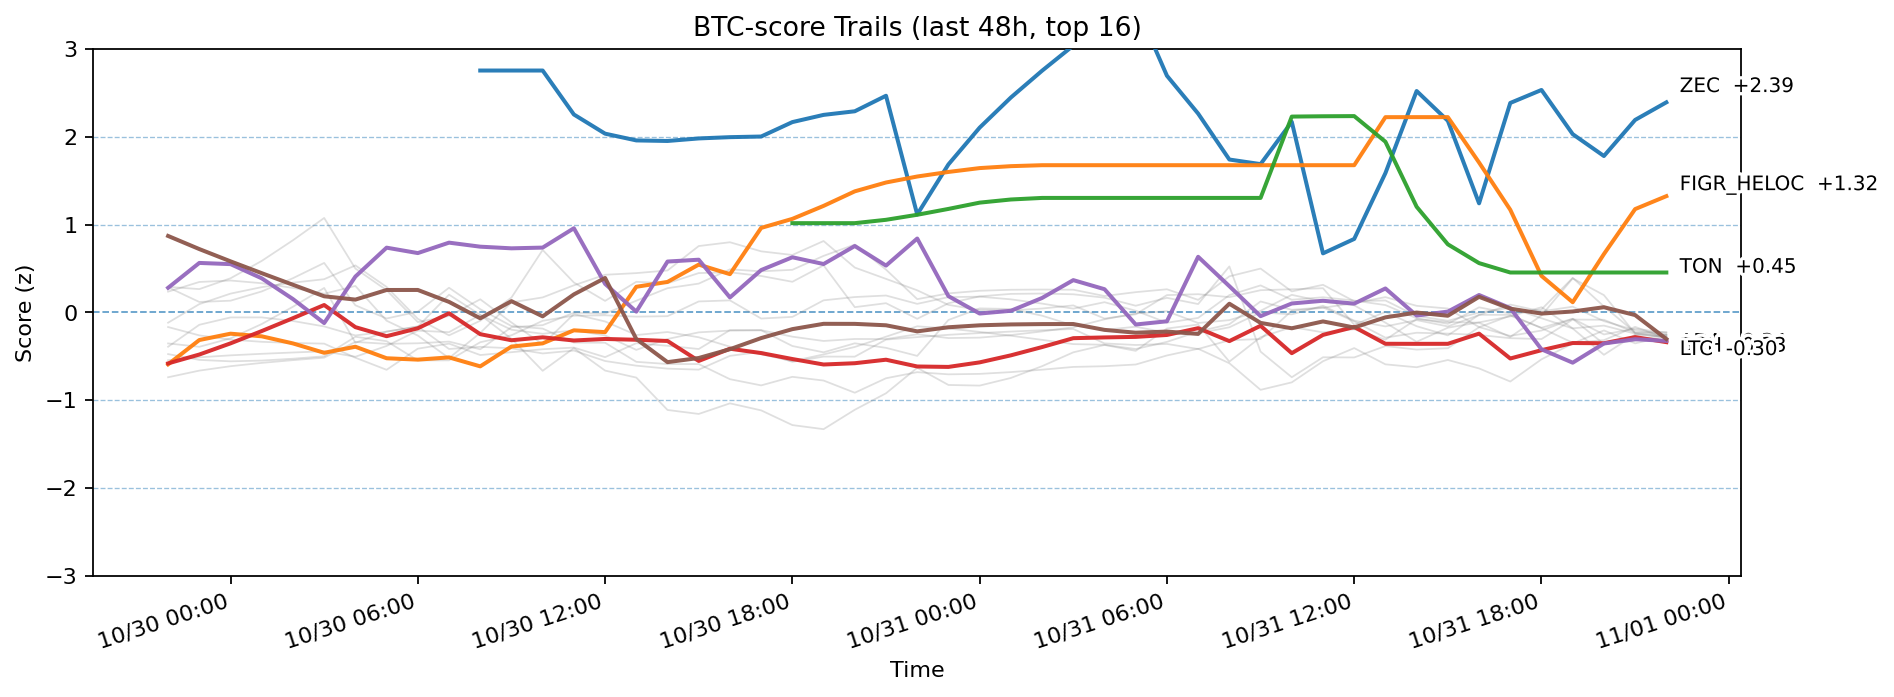 BTC-score Trails (last 48h, top 16)
Score (z)
3
2
1
0
−1
−2
−3
ZEC +2.39
FIGR_HELOC +1.32
TON +0.45
LTC -0.30
10/30 00:00
10/30 06:00
10/30 12:00
10/30 18:00
10/31 00:00
10/31 06:00
10/31 12:00
10/31 18:00
11/01 00:00
Time